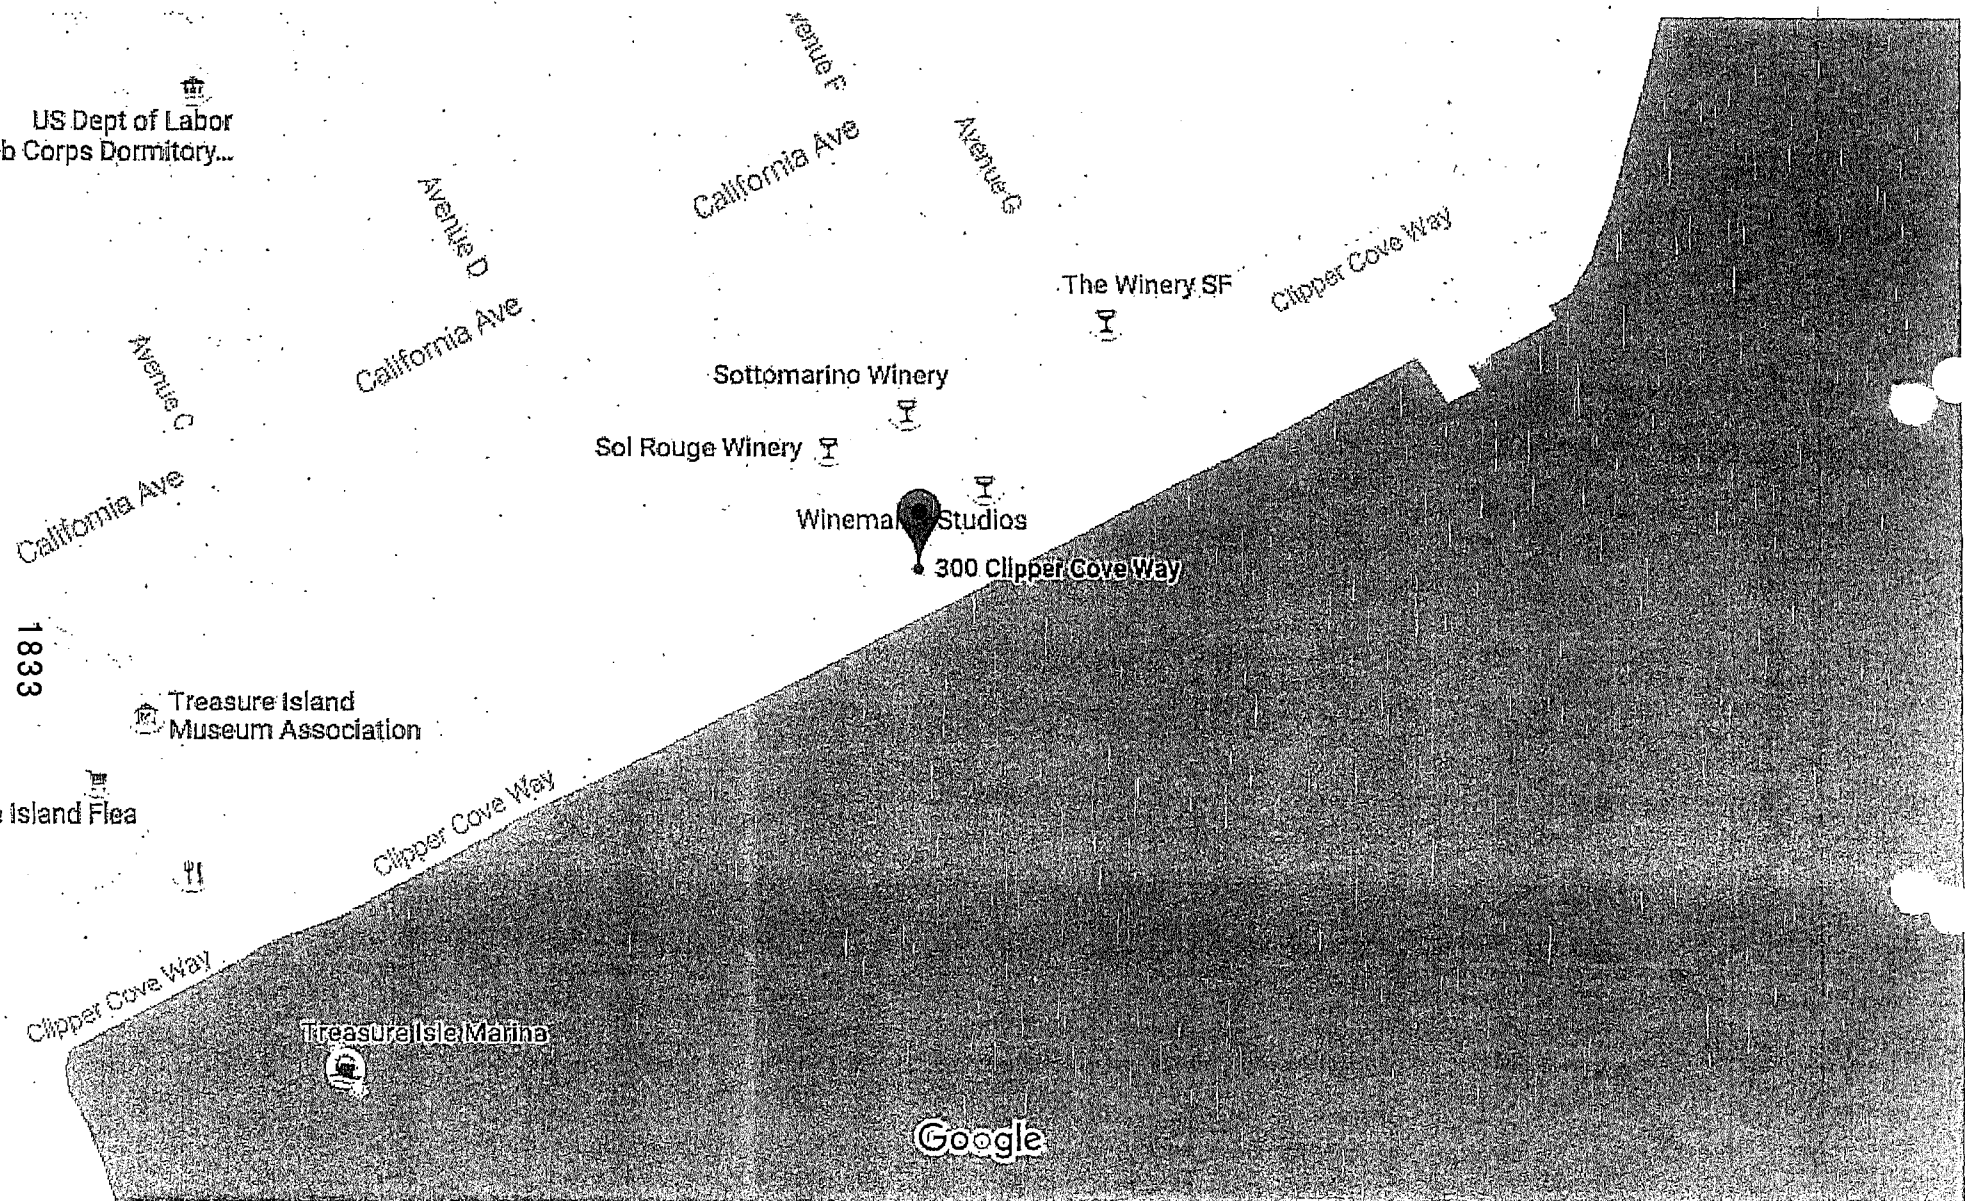 venue F
US Dept of Labor
b Corps Dormitory...
California Ave
Avenue G
Avenue D
Clipper Cove Way
The Winery SF
California Ave
Avenue C
Sottomarino Winery
Sol Rouge Winery
California Ave
Studios
300 Clipper Cove Way
1833
Treasure Island
Museum Association
Island Flea
Clipper Cove Way
Clipper Cove Way
Treasure Isle Marina
Google